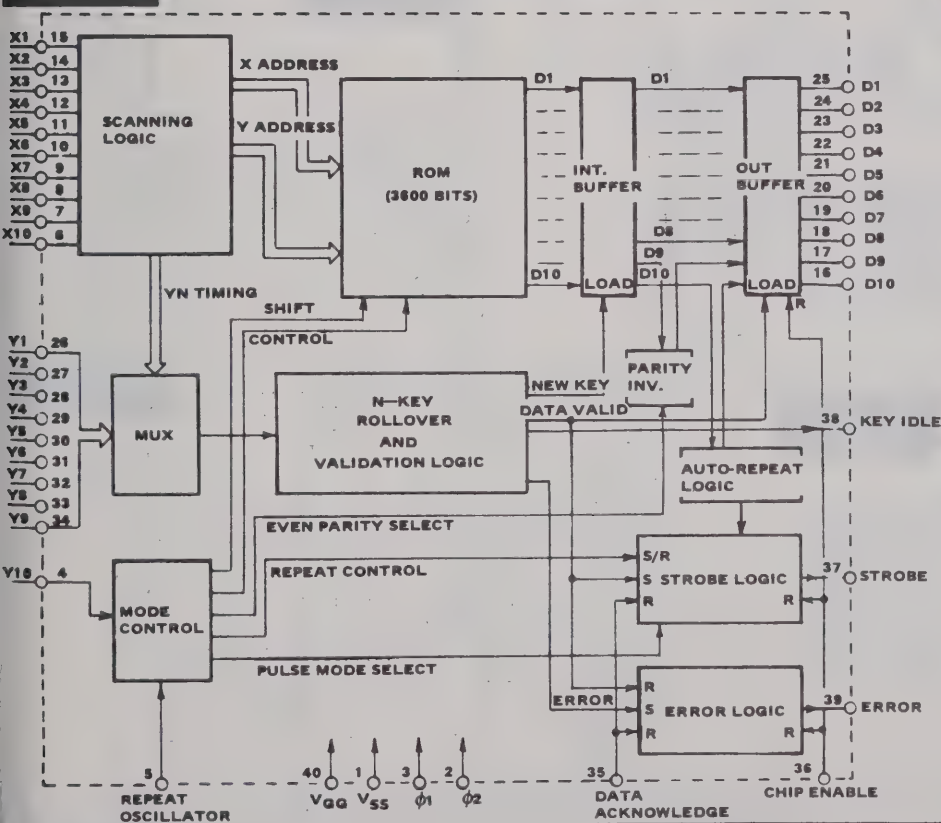 X1 15
X2 14
X3 13
X4 12
X5 11
X6 10
X7 9
X8 8
X9 7
X10 6
SCANNING
LOGIC
X ADDRESS
Y ADDRESS
ROM
(3600 BITS)
D1
D10
INT.
BUFFER
LOAD
D1
D8
D9
D10
OUT
BUFFER
LOAD
R
25 D1
24 D2
23 D3
22 D4
21 D5
20 D6
19 D7
18 D8
17 D9
16 D10
YN TIMING
SHIFT
CONTROL
Y1 26
Y2 27
Y3 28
Y4 29
Y5 30
Y6 31
Y7 32
Y8 33
Y9 34
MUX
N-KEY
ROLLOVER
AND
VALIDATION LOGIC
NEW KEY
DATA VALID
PARITY
INV.
38 KEY IDLE
AUTO-REPEAT
LOGIC
EVEN PARITY SELECT
Y10 4
MODE
CONTROL
REPEAT CONTROL
S/R
S STROBE LOGIC
R R
37 STROBE
PULSE MODE SELECT
ERROR
R
S ERROR LOGIC
R R
39 ERROR
5
REPEAT
OSCILLATOR
40 VGG
1 VSS
3 ϕ1
2 ϕ2
35
DATA
ACKNOWLEDGE
36
CHIP ENABLE